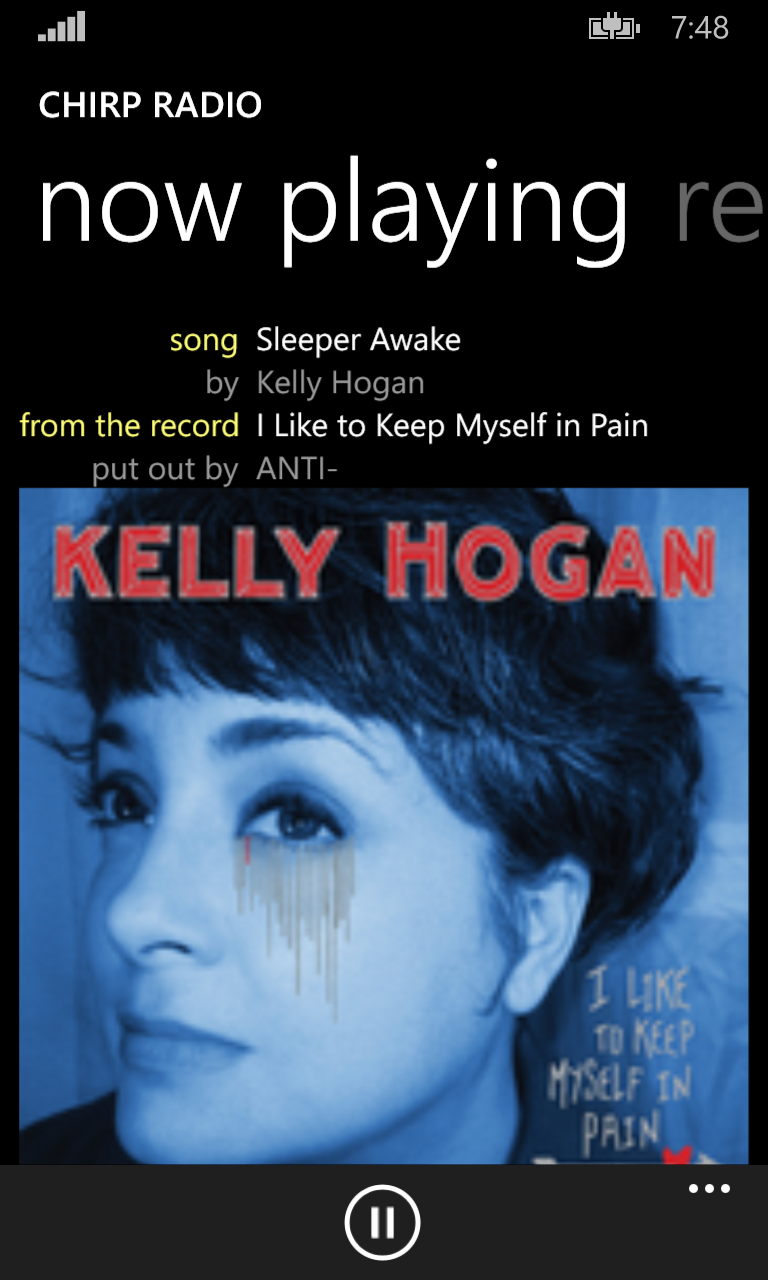 7:48
CHIRP RADIO
now playing re
song Sleeper Awake
by Kelly Hogan
from the record I Like to Keep Myself in Pain
put out by ANTI-
KELLY HOGAN
I LIKE
TO KEEP
MYSELF IN
PAIN